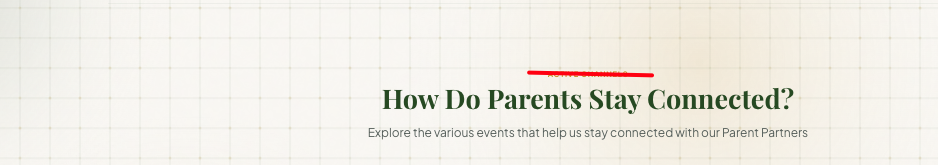 How Do Parents Stay Connected?
Explore the various events that help us stay connected with our Parent Partners